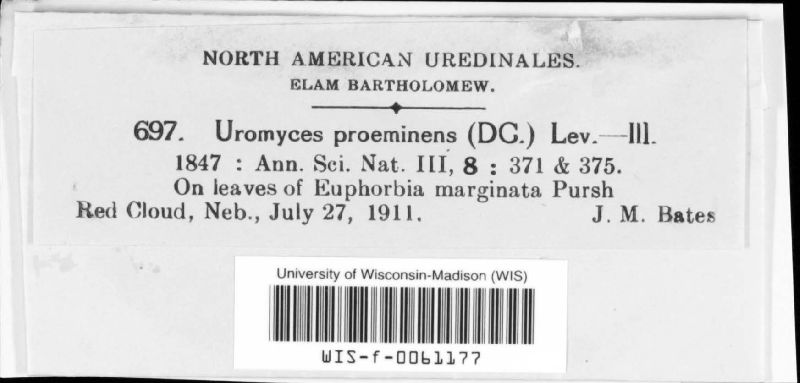 NORTH AMERICAN UREDINALES.
ELAM BARTHOLOMEW.
697. Uromyces proeminens (DC.) Lev.—III.
1847 : Ann. Sci. Nat. III, 8 : 371 & 375.
On leaves of Euphorbia marginata Pursh
Red Cloud, Neb., July 27, 1911. J. M. Bates
University of Wisconsin-Madison (WIS)
WIS-f-0061177